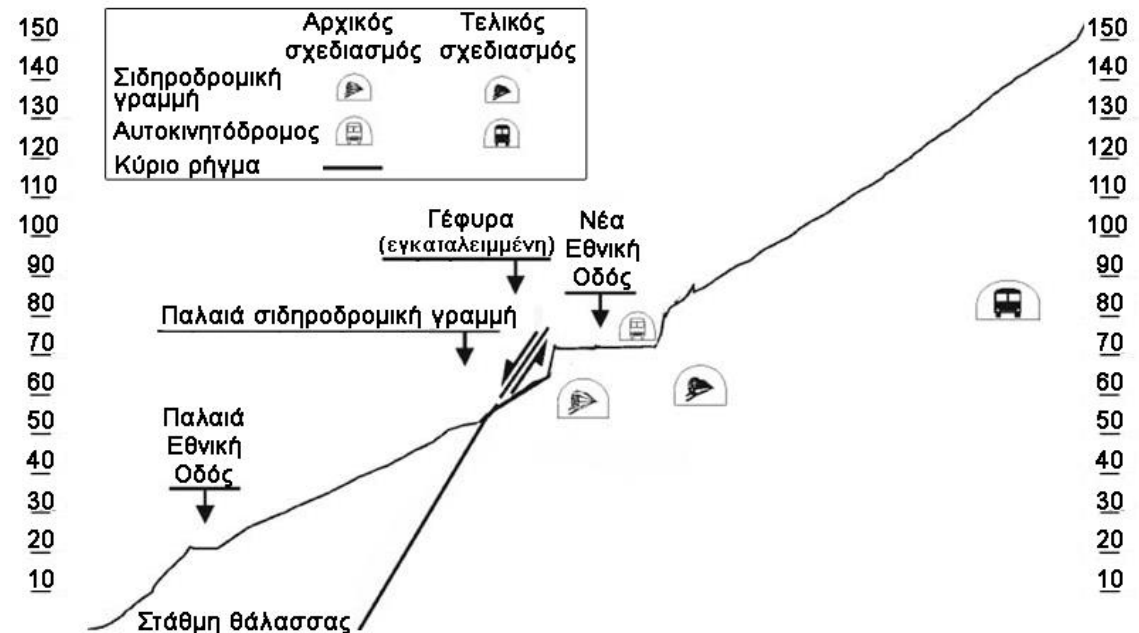 Αρχικός σχεδιασμός
Τελικός σχεδιασμός
Σιδηροδρομική γραμμή
Αυτοκινητόδρομος
Κύριο ρήγμα
150
140
130
120
110
100
90
80
70
60
50
40
30
20
10
Γέφυρα
(εγκαταλειμμένη)
Νέα
Εθνική
Οδός
Παλαιά σιδηροδρομική γραμμή
Παλαιά
Εθνική
Οδός
Στάθμη θάλασσας
150
140
130
120
110
100
90
80
70
60
50
40
30
20
10